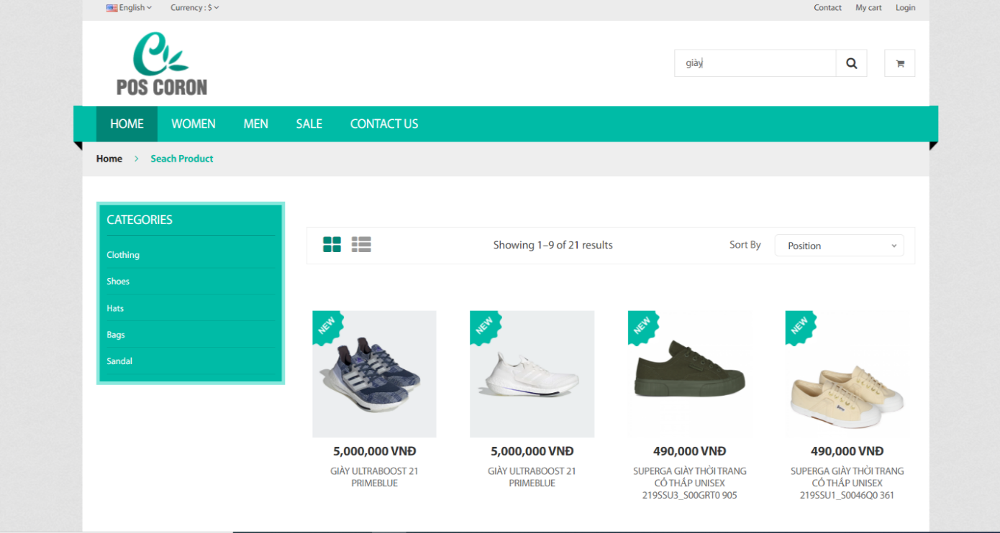 English
Currency : $
Contact
My cart
Login
POS CORON
giày
HOME
WOMEN
MEN
SALE
CONTACT US
Home
Seach Product
CATEGORIES
Clothing
Shoes
Hats
Bags
Sandal
Showing 1–9 of 21 results
Sort By
Position
NEW
5,000,000 VNĐ
GIÀY ULTRABOOST 21
PRIMEBLUE
NEW
5,000,000 VNĐ
GIÀY ULTRABOOST 21
PRIMEBLUE
NEW
490,000 VNĐ
SUPERGA GIÀY THỜI TRANG
CỔ THẤP UNISEX
219SSU3_S00GRT0 905
NEW
490,000 VNĐ
SUPERGA GIÀY THỜI TRANG
CỔ THẤP UNISEX
219SSU1_S0046Q0 361